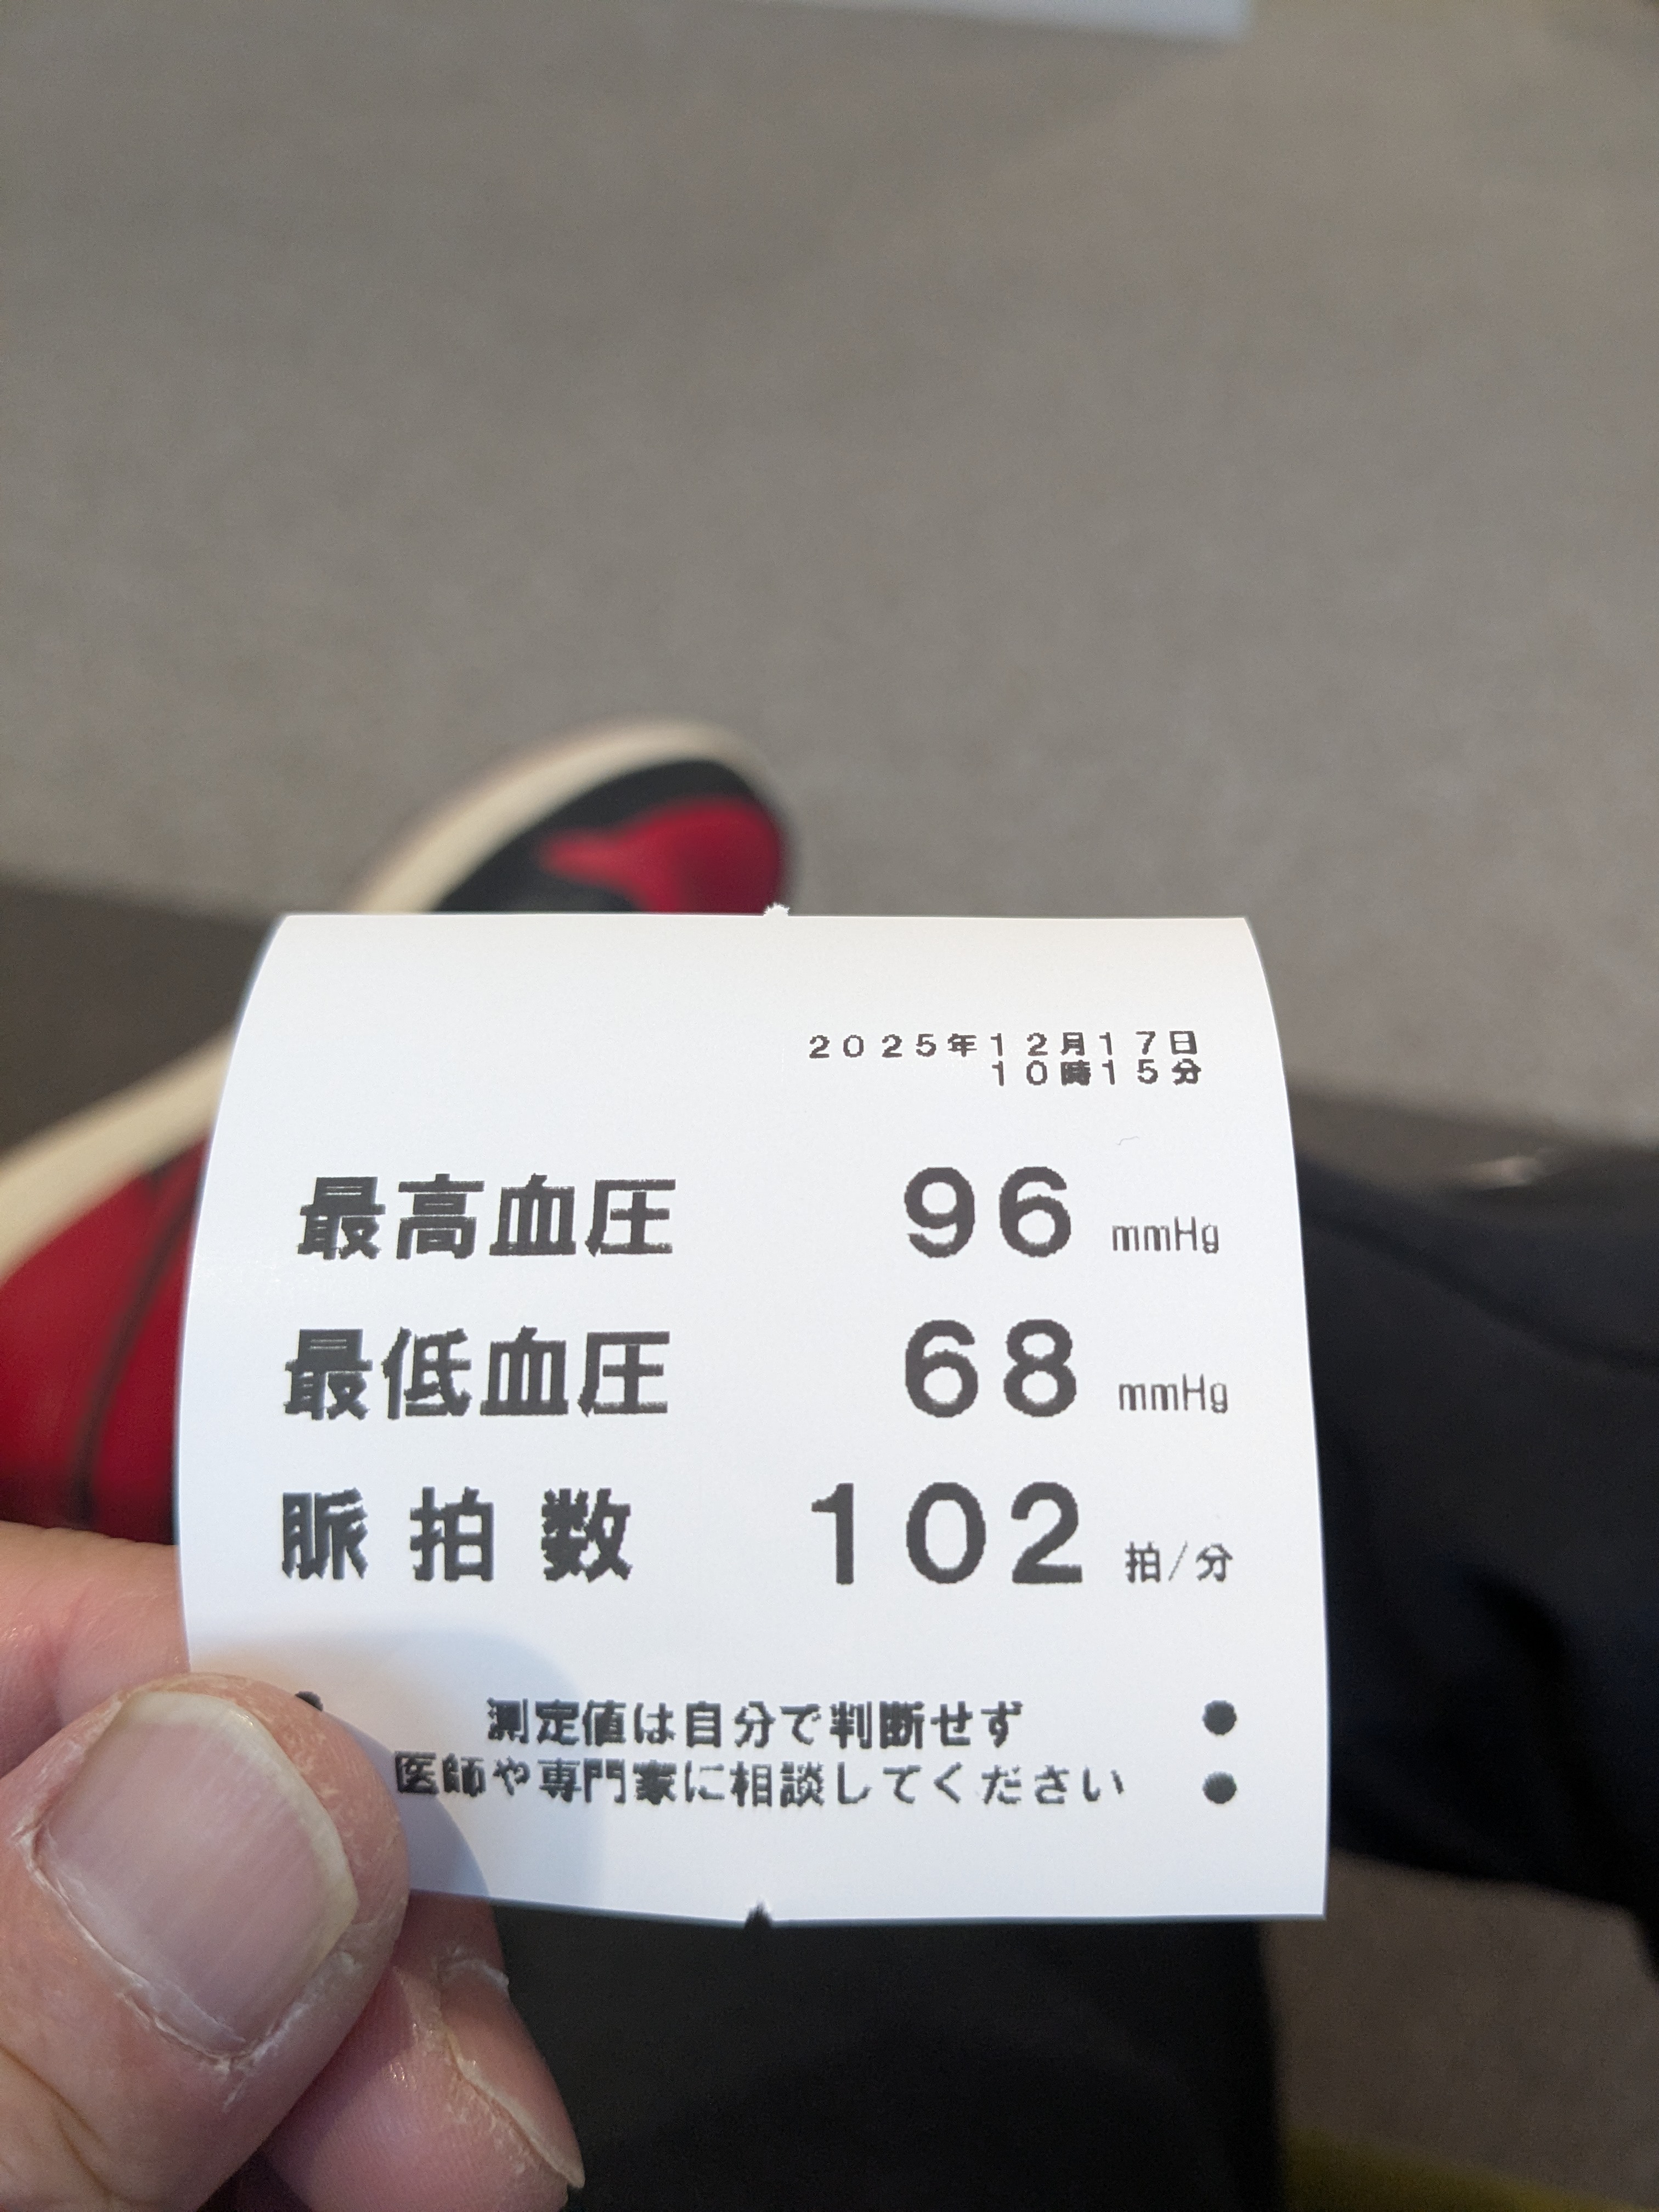 2025年12月17日
10時15分
最高血圧 96 mmHg
最低血圧 68 mmHg
脈拍数 102 拍/分
測定値は自分で判断せず
医師や専門家に相談してください